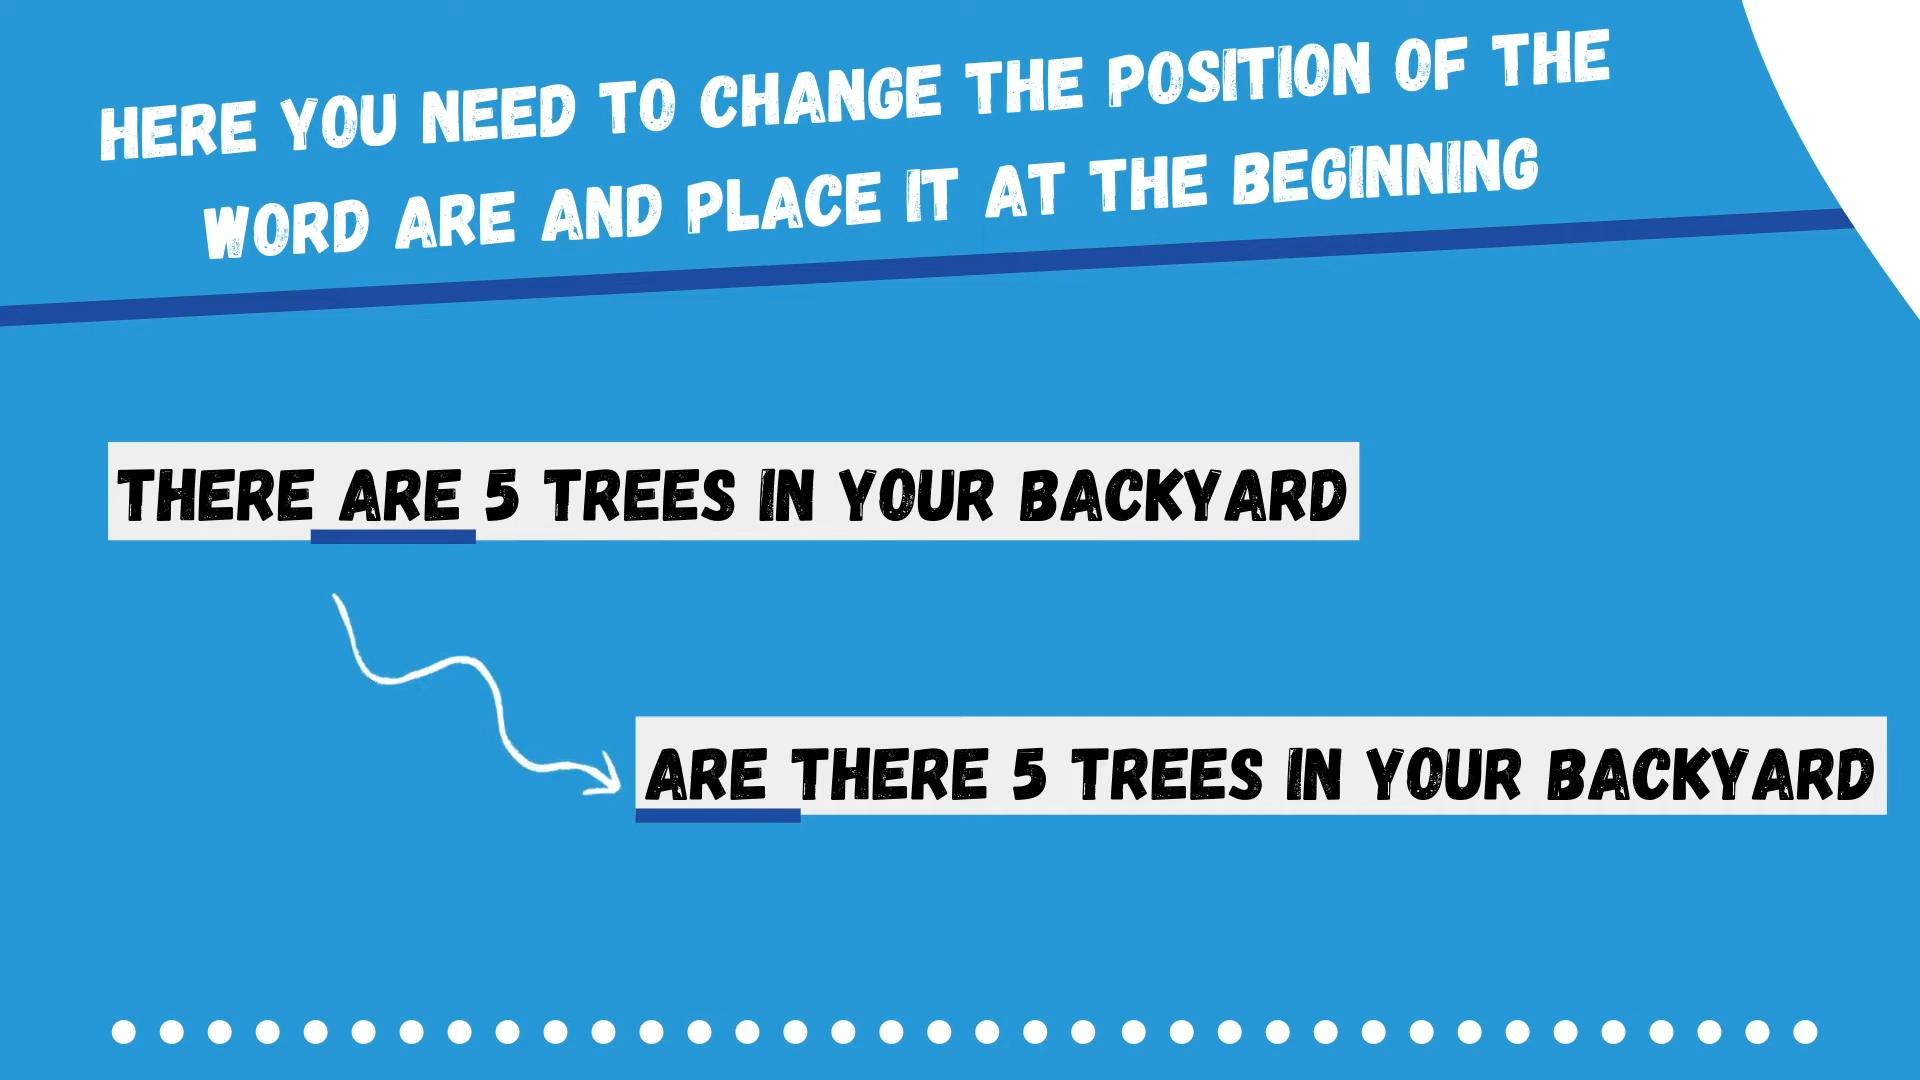 HERE YOU NEED TO CHANGE THE POSITION OF THE
WORD ARE AND PLACE IT AT THE BEGINNING
THERE ARE 5 TREES IN YOUR BACKYARD
ARE THERE 5 TREES IN YOUR BACKYARD